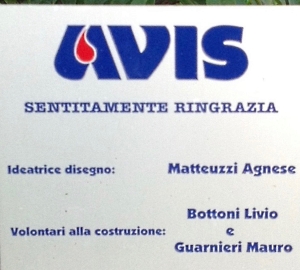 AVIS
SENTITAMENTE RINGRAZIA
Ideatrice disegno: Matteuzzi Agnese
Bottoni Livio
Volontari alla costruzione: e
Guarnieri Mauro